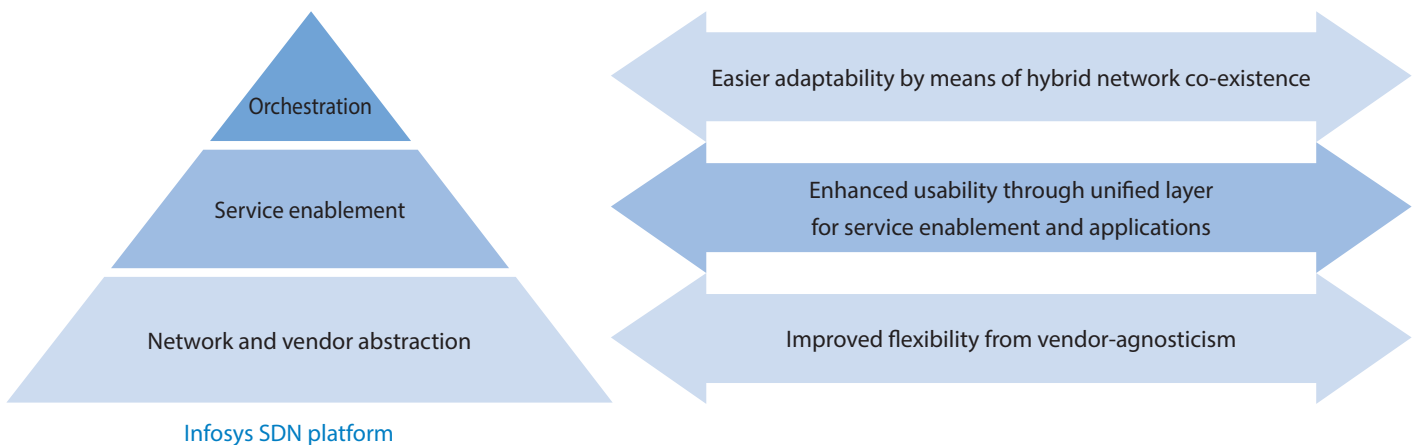 Orchestration
Easier adaptability by means of hybrid network co-existence
Service enablement
Enhanced usability through unified layer
for service enablement and applications
Network and vendor abstraction
Improved flexibility from vendor-agnosticism
Infosys SDN platform